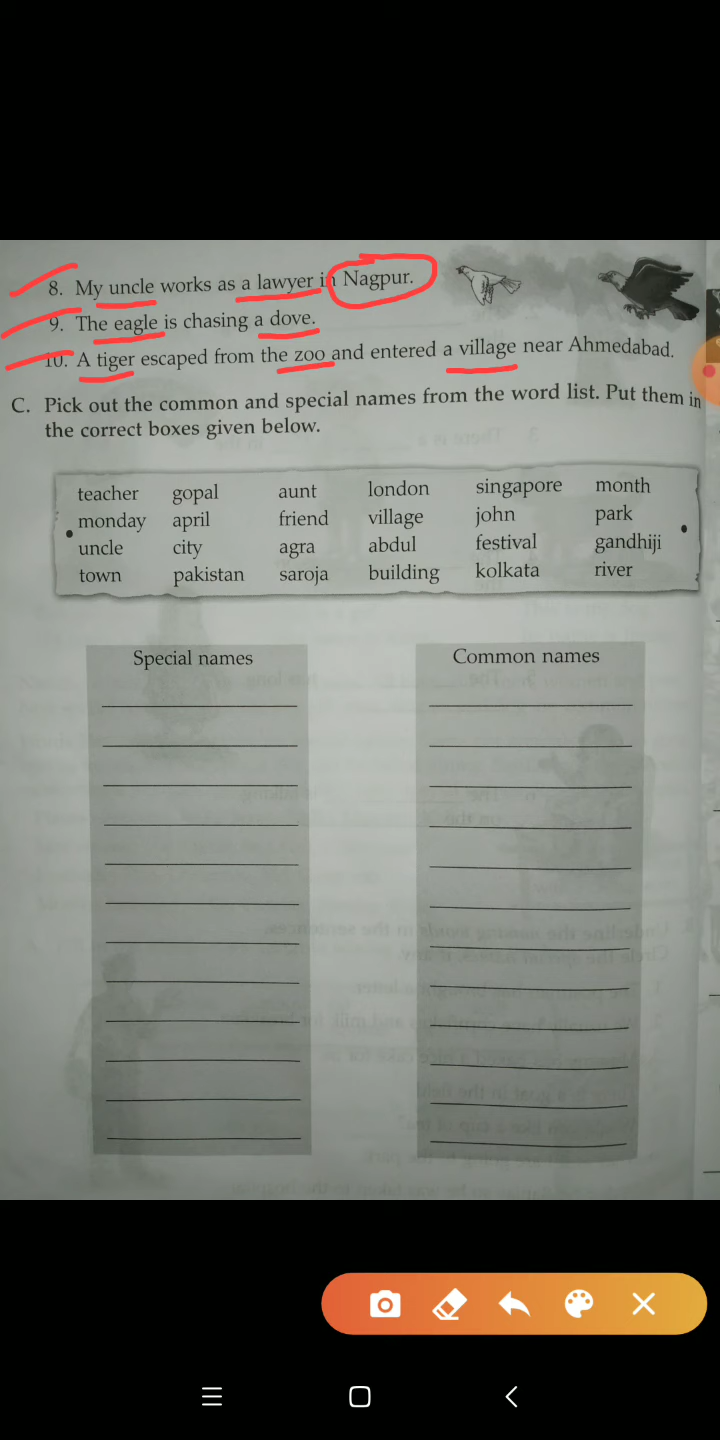 8. My uncle works as a lawyer in Nagpur.
9. The eagle is chasing a dove.
10. A tiger escaped from the zoo and entered a village near Ahmedabad.
C. Pick out the common and special names from the word list. Put them in
the correct boxes given below.
teacher gopal aunt london singapore month
monday april friend village john park
uncle city agra abdul festival gandhiji
town pakistan saroja building kolkata river
Special names Common names